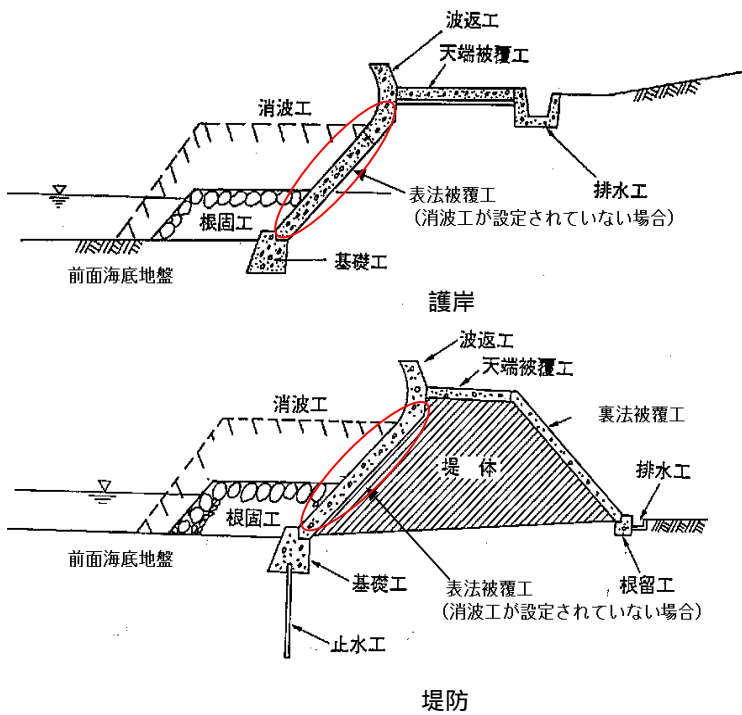 波返工
天端被覆工
消波工
表法被覆工
(消波工が設定されていない場合)
排水工
根固工
基礎工
前面海底地盤
護岸
波返工
天端被覆工
消波工
裏法被覆工
堤体
排水工
根固工
前面海底地盤
基礎工
表法被覆工
(消波工が設定されていない場合)
根留工
止水工
堤防